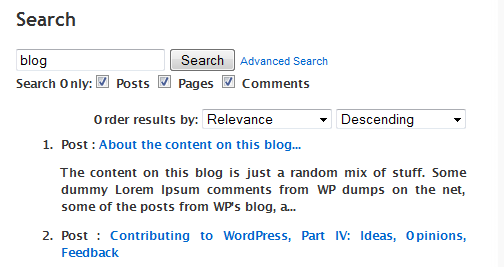 Search
blog Search Advanced Search
Search Only: Posts Pages Comments
Order results by: Relevance Descending
1. Post : About the content on this blog...
The content on this blog is just a random mix of stuff. Some
dummy Lorem Ipsum comments from WP dumps on the net,
some of the posts from WP's blog, a...
2. Post : Contributing to WordPress, Part IV: Ideas, Opinions,
Feedback